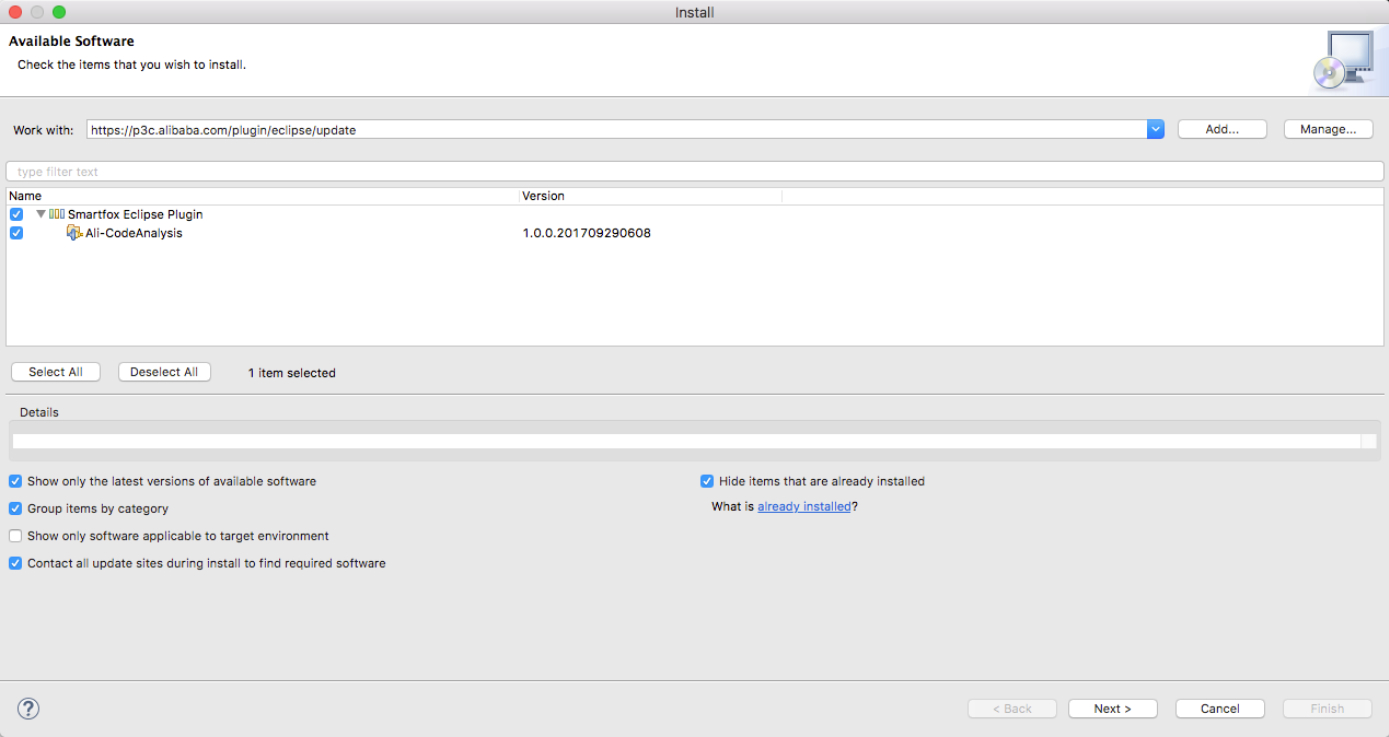 Install
Available Software
Check the items that you wish to install.
Work with: https://p3c.alibaba.com/plugin/eclipse/update Add... Manage...
type filter text
Name Version
Smartfox Eclipse Plugin
Ali-CodeAnalysis 1.0.0.201709290608
Select All Deselect All 1 item selected
Details
Show only the latest versions of available software Hide items that are already installed
Group items by category What is already installed?
Show only software applicable to target environment
Contact all update sites during install to find required software
? < Back Next > Cancel Finish